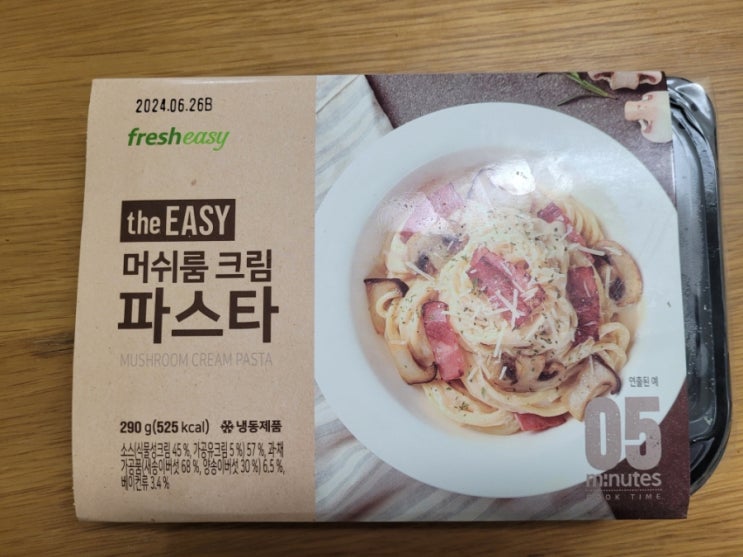 2024.06.26B
fresheasy
the EASY
머쉬룸 크림
파스타
MUSHROOM CREAM PASTA
290 g(525 kcal) 냉동제품
소스(식물성크림 45 %, 가공유크림 5 %) 57 %, 과·채
가공품(새송이버섯 68 %, 양송이버섯 30 %) 6.5 %,
베이컨류 3.4 %
연출된 예
05
minutes
COOK TIME.